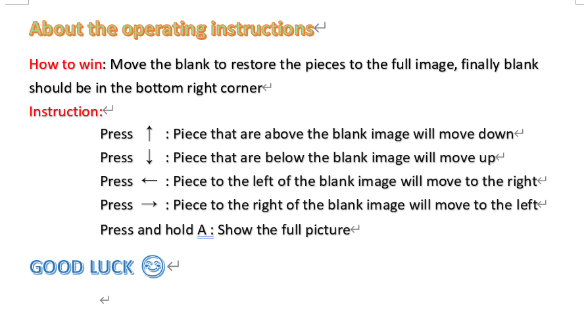 About the operating instructions
How to win: Move the blank to restore the pieces to the full image, finally blank
should be in the bottom right corner
Instruction:
Press ↑ : Piece that are above the blank image will move down
Press ↓ : Piece that are below the blank image will move up
Press ← : Piece to the left of the blank image will move to the right
Press → : Piece to the right of the blank image will move to the left
Press and hold A : Show the full picture
GOOD LUCK